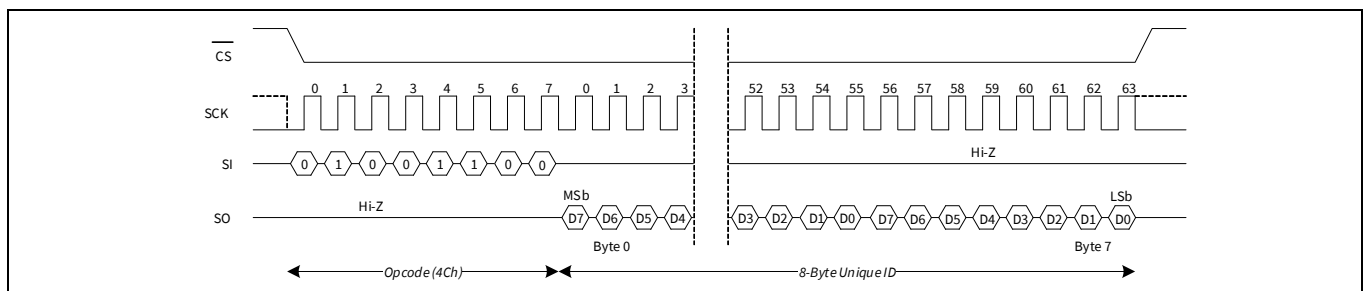 CS
0 1 2 3 4 5 6 7 0 1 2 3 52 53 54 55 56 57 58 59 60 61 62 63
SCK
Hi-Z
SI 0 1 0 0 1 1 0 0
MSb LSb
Hi-Z
SO D7 D6 D5 D4 D3 D2 D1 D0 D7 D6 D5 D4 D3 D2 D1 D0
Byte 0 Byte 7
Opcode (4Ch) 8-Byte Unique ID